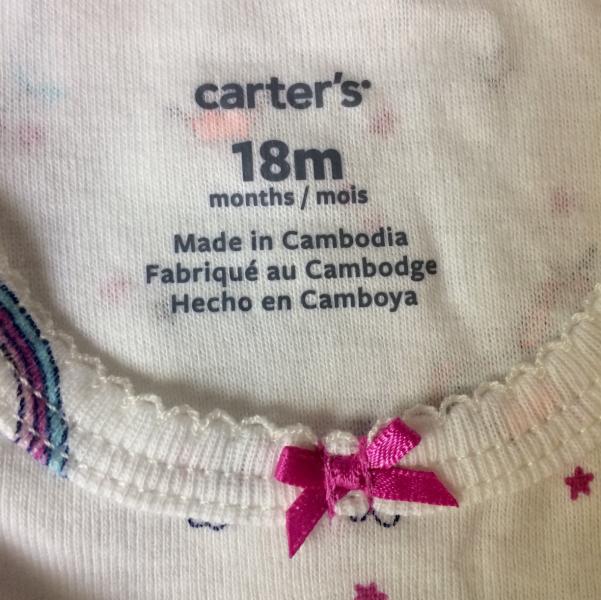 carter's
18m
months / mois
Made in Cambodia
Fabriqué au Cambodge
Hecho en Camboya